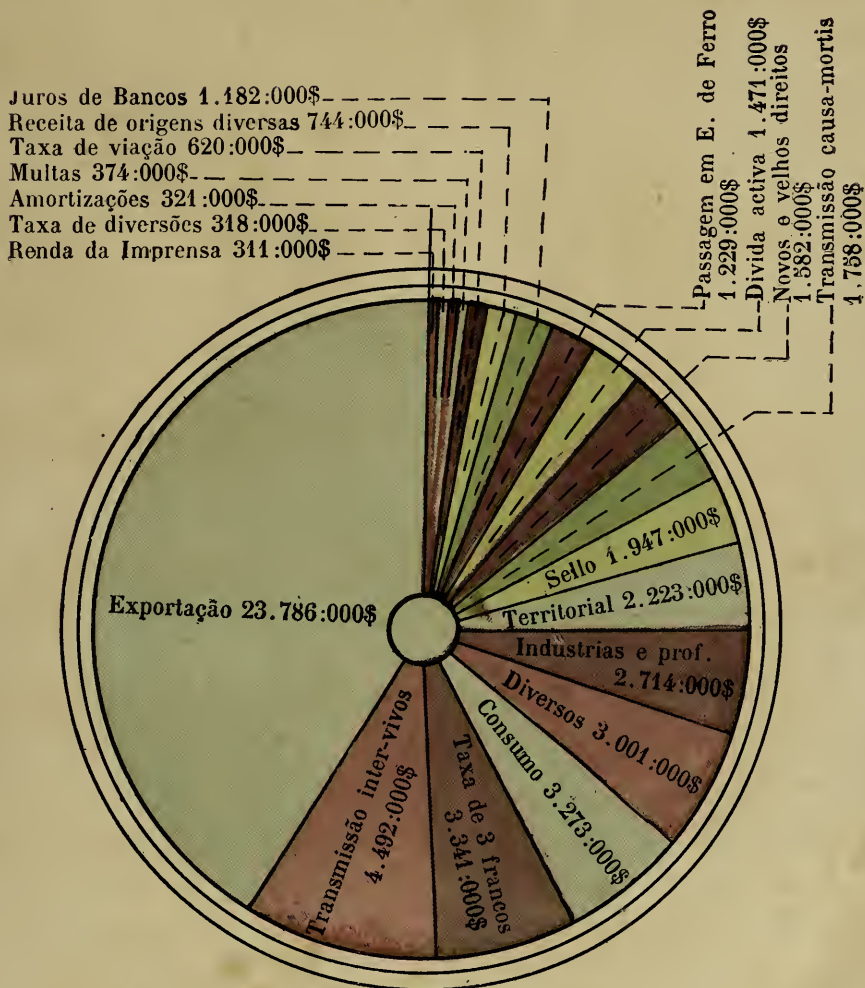 Juros de Bancos 1.182:000$
Receita de origens diversas 744:000$
Taxa de viação 620:000$
Multas 374:000$
Amortizações 321:000$
Taxa de diversões 318:000$
Renda da Imprensa 311:000$
Passagem em E. de Ferro
1.229:000$
Divida activa 1.471:000$
Novos e velhos direitos
1.582:000$
Transmissão causa-mortis
1,758:000$
Sello 1.947:000$
Territorial 2.223:000$
Industrias e prof.
2.714:000$
Diversos 3.001:000$
Consumo 3.273:000$
Taxa de 3 francos
3.341:000$
Transmissão inter-vivos
4.492:000$
Exportação 23.786:000$